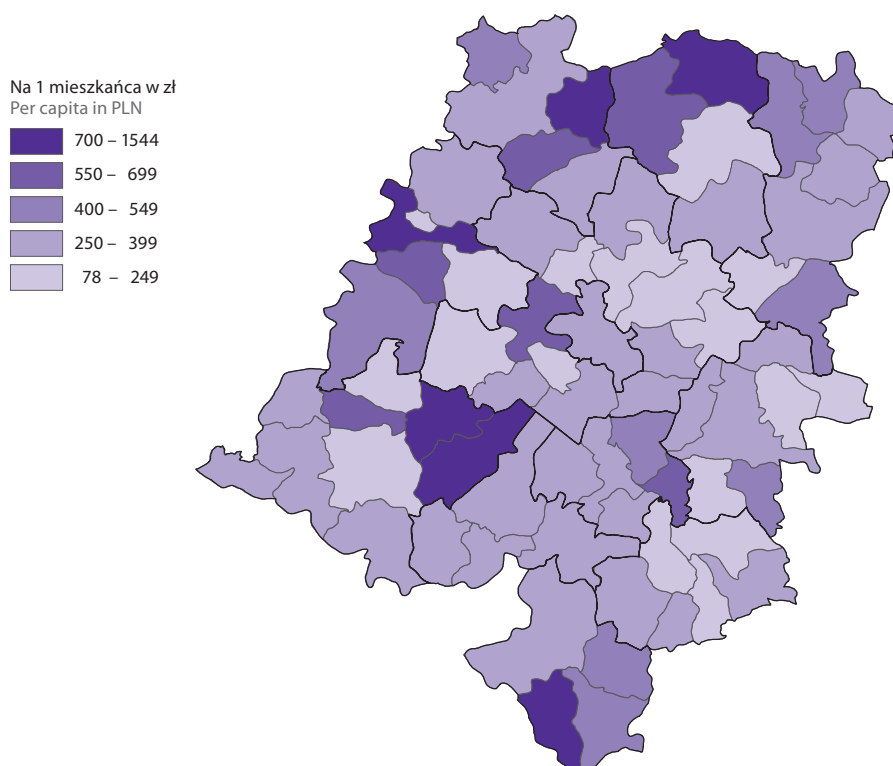 Na 1 mieszkańca w zł
Per capita in PLN
700 – 1544
550 – 699
400 – 549
250 – 399
78 – 249